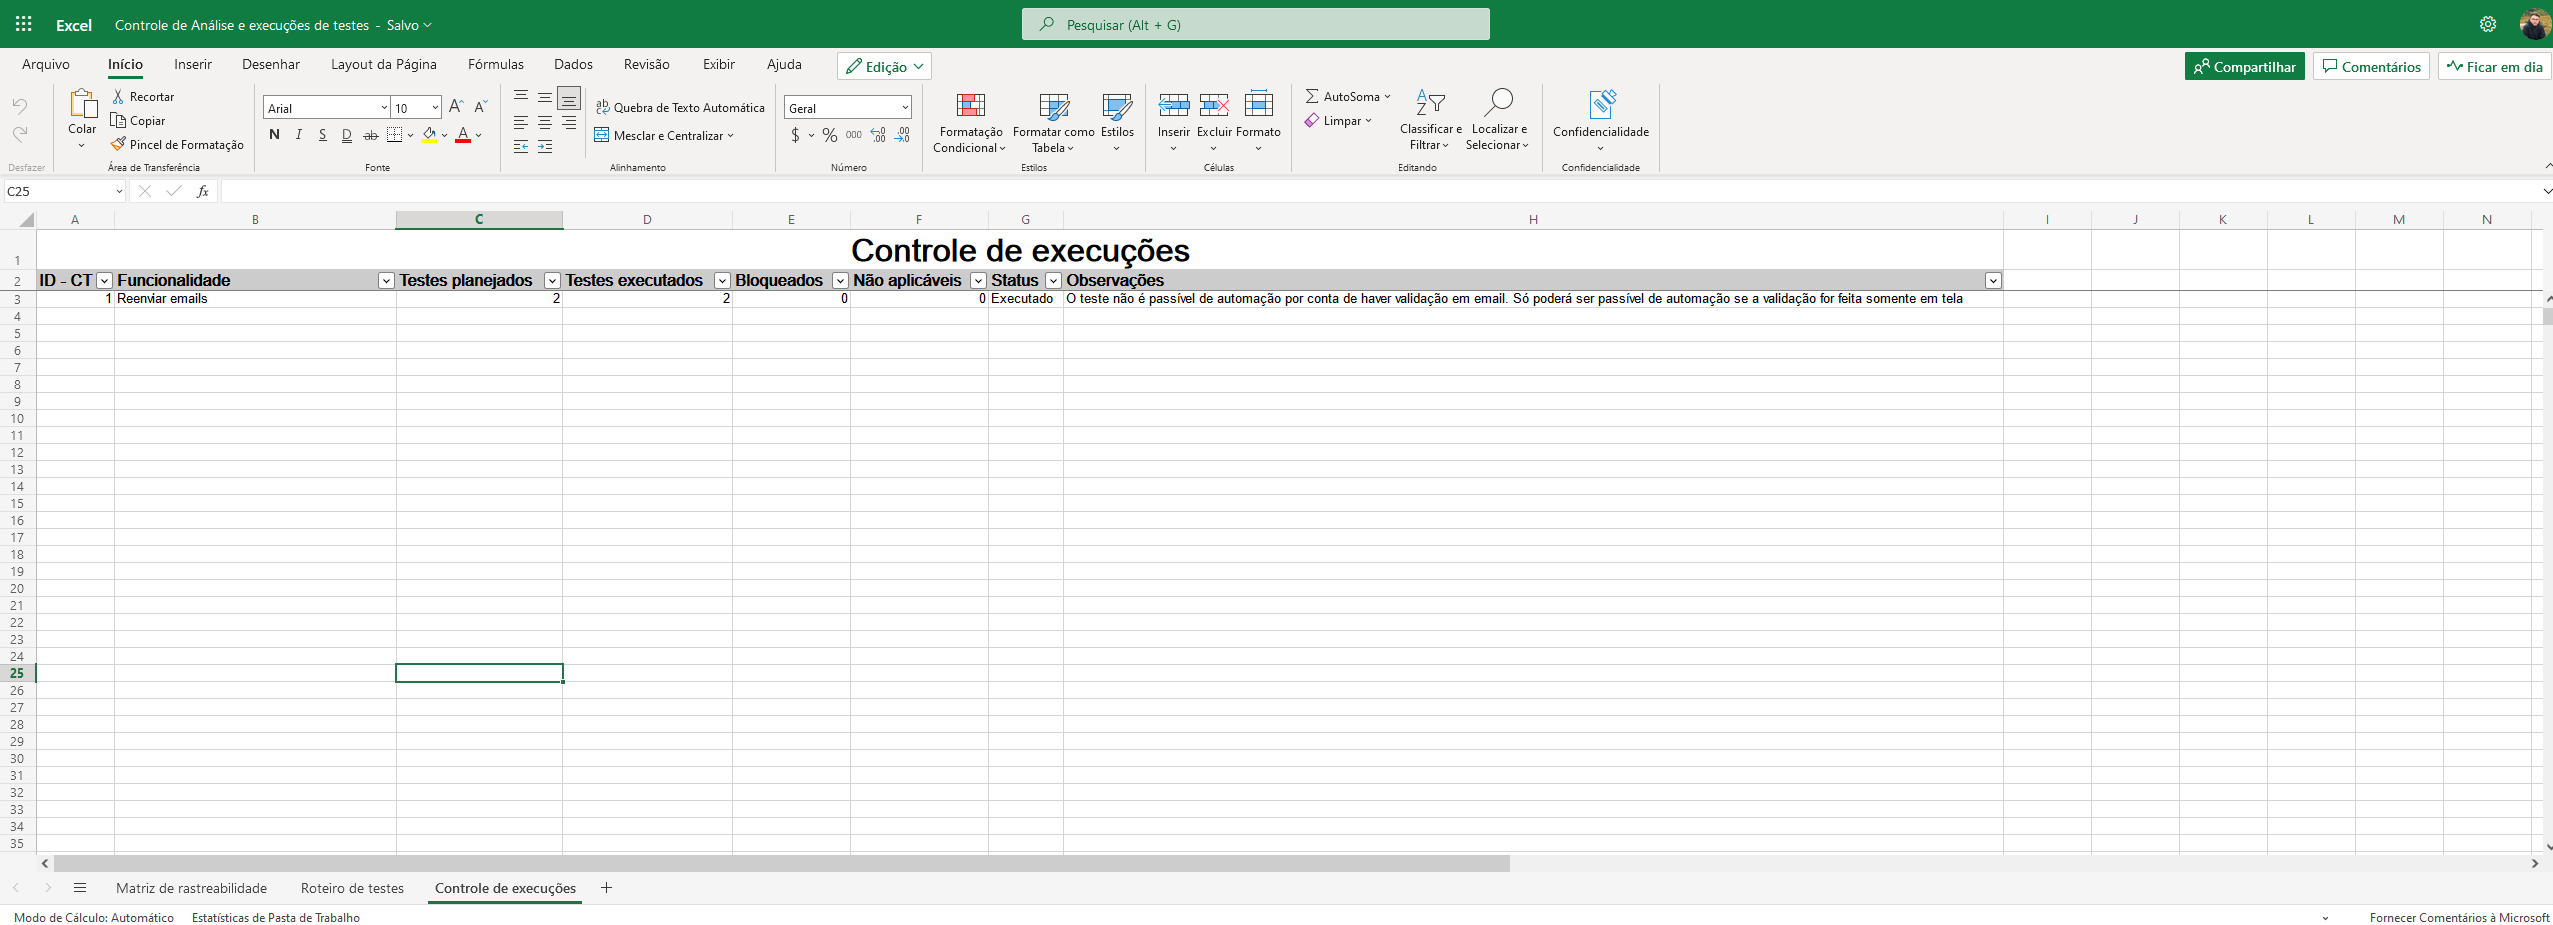 Excel Controle de Análise e execuções de testes - Salvo
Pesquisar (Alt + G)
Arquivo Início Inserir Desenhar Layout da Página Fórmulas Dados Revisão Exibir Ajuda Edição Compartilhar Comentários Ficar em dia
Colar Recortar
Copiar
Pincel de Formatação
Arial 10
N I S D ab
ab Quebra de Texto Automática
Mesclar e Centralizar
Geral
$ % 000 ,00
Formatação Condicional
Formatar como Tabela
Estilos
Inserir Excluir Formato
AutoSoma
Limpar
Classificar e Filtrar
Localizar e Selecionar
Confidencialidade
Desfazer Área de Transferência Fonte Alinhamento Número Estilos Células Editando Confidencialidade
C25 fx
A B C D E F G H I J K L M N
1 Controle de execuções
2 ID - CT Funcionalidade Testes planejados Testes executados Bloqueados Não aplicáveis Status Observações
3 1 Reenviar emails 2 2 0 0 Executado O teste não é passível de automação por conta de haver validação em email. Só poderá ser passível de automação se a validação for feita somente em tela
4
5
6
7
8
9
10
11
12
13
14
15
16
17
18
19
20
21
22
23
24
25
26
27
28
29
30
31
32
33
34
35
Matriz de rastreabilidade Roteiro de testes Controle de execuções +
Modo de Cálculo: Automático Estatísticas de Pasta de Trabalho Fornecer Comentários à Microsoft